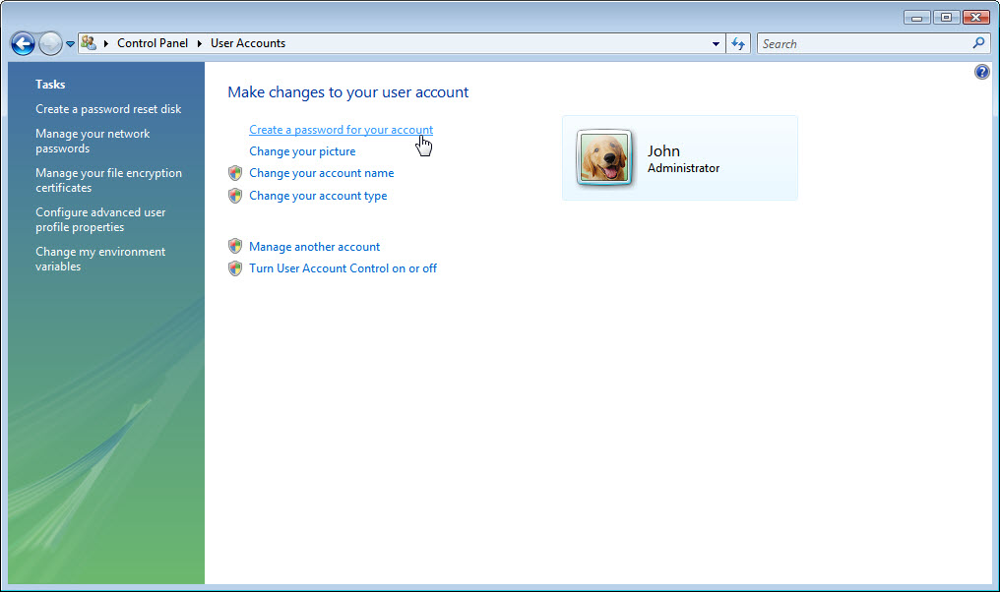 Control Panel
User Accounts
Search
Tasks
Create a password reset disk
Manage your network
passwords
Manage your file encryption
certificates
Configure advanced user
profile properties
Change my environment
variables
Make changes to your user account
Create a password for your account
Change your picture
Change your account name
Change your account type
Manage another account
Turn User Account Control on or off
John
Administrator